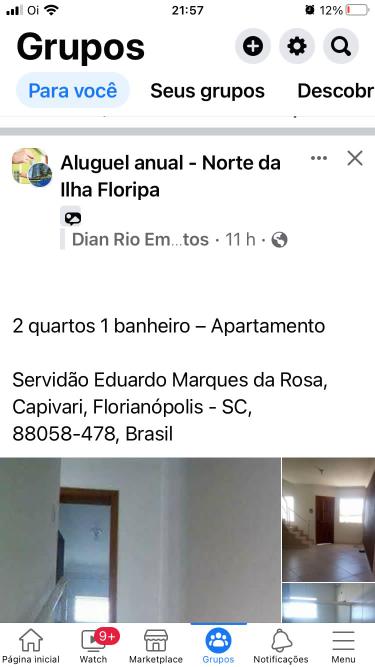 Oi 21:57 12%
Grupos
Para você Seus grupos Descobr
Aluguel anual - Norte da
Ilha Floripa
Dian Rio Em...tos · 11 h ·
2 quartos 1 banheiro – Apartamento
Servidão Eduardo Marques da Rosa,
Capivari, Florianópolis - SC,
88058-478, Brasil
9+
Página inicial Watch Marketplace Grupos Notificações Menu